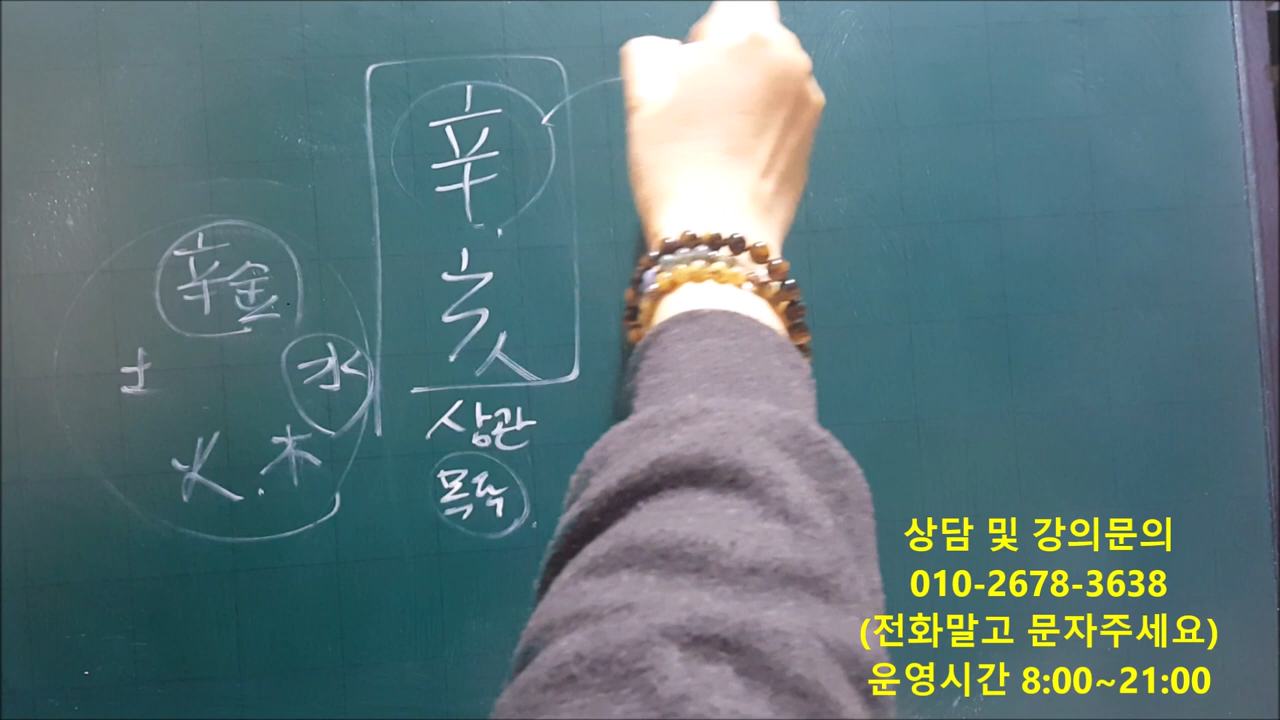 辛
亥
상관
목욕
辛金
土
水
火.木
상담 및 강의문의
010-2678-3638
(전화말고 문자주세요)
운영시간 8:00~21:00